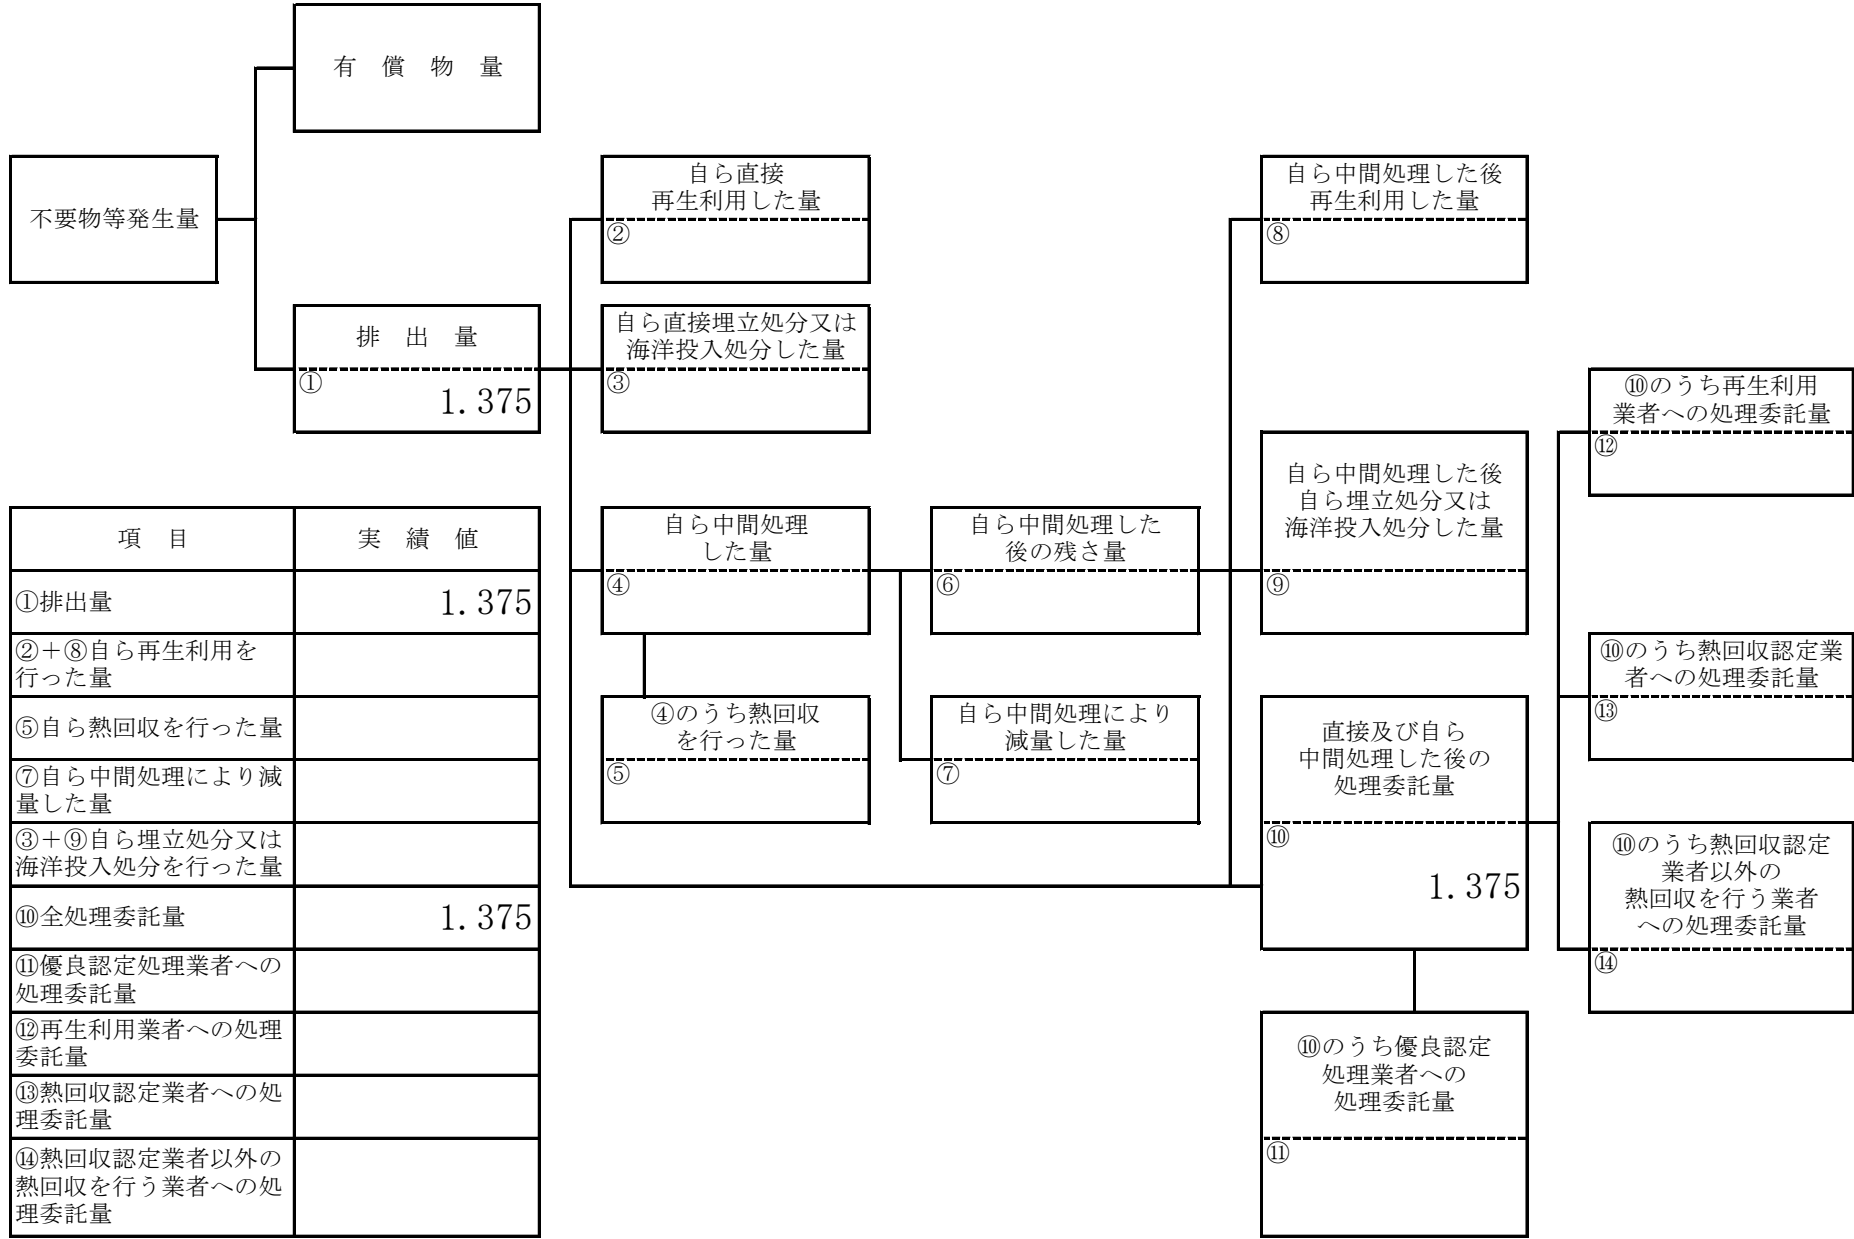 有 償 物 量
不要物等発生量
排 出 量
①
1.375
自ら直接
再生利用した量
②
自ら直接埋立処分又は
海洋投入処分した量
③
自ら中間処理
した量
④
④のうち熱回収
を行った量
⑤
自ら中間処理した
後の残さ量
⑥
自ら中間処理により
減量した量
⑦
自ら中間処理した後
再生利用した量
⑧
自ら中間処理した後
自ら埋立処分又は
海洋投入処分した量
⑨
直接及び自ら
中間処理した後の
処理委託量
⑩
1.375
⑩のうち優良認定
処理業者への
処理委託量
⑪
⑩のうち再生利用
業者への処理委託量
⑫
⑩のうち熱回収認定業
者への処理委託量
⑬
⑩のうち熱回収認定
業者以外の
熱回収を行う業者
への処理委託量
⑭
項 目 実 績 値
①排出量 1.375
②+⑧自ら再生利用を
行った量
⑤自ら熱回収を行った量
⑦自ら中間処理により減
量した量
③+⑨自ら埋立処分又は
海洋投入処分を行った量
⑩全処理委託量 1.375
⑪優良認定処理業者への
処理委託量
⑫再生利用業者への処理
委託量
⑬熱回収認定業者への処
理委託量
⑭熱回収認定業者以外の
熱回収を行う業者への処
理委託量